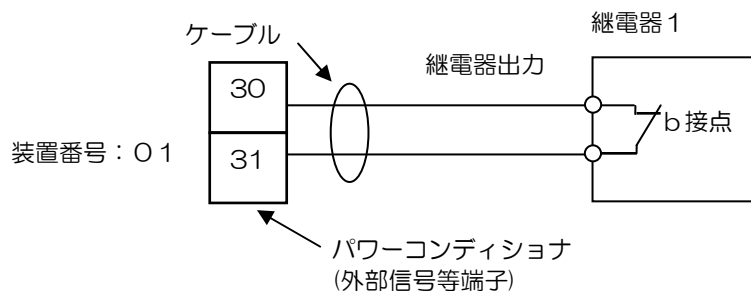 継電器1
ケーブル
継電器出力
30
b接点
装置番号：０１
31
パワーコンディショナ
(外部信号等端子)